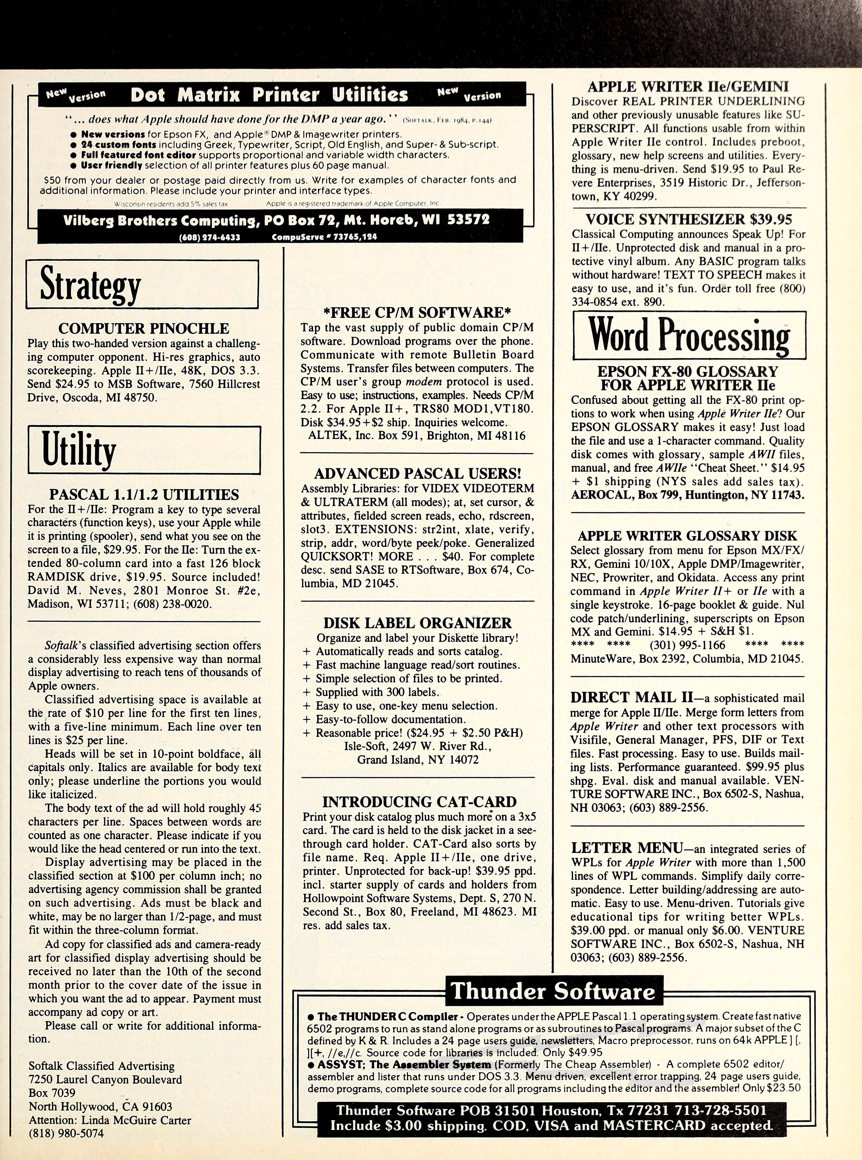 New Version Dot Matrix Printer Utilities New Version
"... does what Apple should have done for the DMP a year ago." (SOFTALK, FEB. 1984, P.144)
● New versions for Epson FX, and Apple® DMP & Imagewriter printers.
● 24 custom fonts including Greek, Typewriter, Script, Old English, and Super- & Sub-script.
● Full featured font editor supports proportional and variable width characters.
● User friendly selection of all printer features plus 60 page manual.
$50 from your dealer or postage paid directly from us. Write for examples of character fonts and
additional information. Please include your printer and interface types.
Wisconsin residents add 5% sales tax Apple is a registered trademark of Apple Computer, Inc.
Vilberg Brothers Computing, PO Box 72, Mt. Horeb, WI 53572
(608) 274-6433 CompuServe # 73765,124
Strategy
COMPUTER PINOCHLE
Play this two-handed version against a challeng-
ing computer opponent. Hi-res graphics, auto
scorekeeping. Apple II+/IIe, 48K, DOS 3.3.
Send $24.95 to MSB Software, 7560 Hillcrest
Drive, Oscoda, MI 48750.
Utility
PASCAL 1.1/1.2 UTILITIES
For the II+/IIe: Program a key to type several
characters (function keys), use your Apple while
it is printing (spooler), send what you see on the
screen to a file, $29.95. For the IIe: Turn the ex-
tended 80-column card into a fast 126 block
RAMDISK drive, $19.95. Source included!
David M. Neves, 2801 Monroe St. #2e,
Madison, WI 53711; (608) 238-0020.
Softalk's classified advertising section offers
a considerably less expensive way than normal
display advertising to reach tens of thousands of
Apple owners.
Classified advertising space is available at
the rate of $10 per line for the first ten lines,
with a five-line minimum. Each line over ten
lines is $25 per line.
Heads will be set in 10-point boldface, all
capitals only. Italics are available for body text
only; please underline the portions you would
like italicized.
The body text of the ad will hold roughly 45
characters per line. Spaces between words are
counted as one character. Please indicate if you
would like the head centered or run into the text.
Display advertising may be placed in the
classified section at $100 per column inch; no
advertising agency commission shall be granted
on such advertising. Ads must be black and
white, may be no larger than 1/2-page, and must
fit within the three-column format.
Ad copy for classified ads and camera-ready
art for classified display advertising should be
received no later than the 10th of the second
month prior to the cover date of the issue in
which you want the ad to appear. Payment must
accompany ad copy or art.
Please call or write for additional informa-
tion.
Softalk Classified Advertising
7250 Laurel Canyon Boulevard
Box 7039
North Hollywood, CA 91603
Attention: Linda McGuire Carter
(818) 980-5074
*FREE CP/M SOFTWARE*
Tap the vast supply of public domain CP/M
software. Download programs over the phone.
Communicate with remote Bulletin Board
Systems. Transfer files between computers. The
CP/M user's group modem protocol is used.
Easy to use; instructions, examples. Needs CP/M
2.2. For Apple II+, TRS80 MOD1,VT180.
Disk $34.95+$2 ship. Inquiries welcome.
ALTEK, Inc. Box 591, Brighton, MI 48116
ADVANCED PASCAL USERS!
Assembly Libraries: for VIDEX VIDEOTERM
& ULTRATERM (all modes); at, set cursor, &
attributes, fielded screen reads, echo, rdscreen,
slot3. EXTENSIONS: str2int, xlate, verify,
strip, addr, word/byte peek/poke. Generalized
QUICKSORT! MORE . . . $40. For complete
desc. send SASE to RTSoftware, Box 674, Co-
lumbia, MD 21045.
DISK LABEL ORGANIZER
Organize and label your Diskette library!
+ Automatically reads and sorts catalog.
+ Fast machine language read/sort routines.
+ Simple selection of files to be printed.
+ Supplied with 300 labels.
+ Easy to use, one-key menu selection.
+ Easy-to-follow documentation.
+ Reasonable price! ($24.95 + $2.50 P&H)
Isle-Soft, 2497 W. River Rd.,
Grand Island, NY 14072
INTRODUCING CAT-CARD
Print your disk catalog plus much more on a 3x5
card. The card is held to the disk jacket in a see-
through card holder. CAT-Card also sorts by
file name. Req. Apple II+/IIe, one drive,
printer. Unprotected for back-up! $39.95 ppd.
incl. starter supply of cards and holders from
Hollowpoint Software Systems, Dept. S, 270 N.
Second St., Box 80, Freeland, MI 48623. MI
res. add sales tax.
APPLE WRITER IIe/GEMINI
Discover REAL PRINTER UNDERLINING
and other previously unusable features like SU-
PERSCRIPT. All functions usable from within
Apple Writer IIe control. Includes preboot,
glossary, new help screens and utilities. Every-
thing is menu-driven. Send $19.95 to Paul Re-
vere Enterprises, 3519 Historic Dr., Jefferson-
town, KY 40299.
VOICE SYNTHESIZER $39.95
Classical Computing announces Speak Up! For
II+/IIe. Unprotected disk and manual in a pro-
tective vinyl album. Any BASIC program talks
without hardware! TEXT TO SPEECH makes it
easy to use, and it's fun. Order toll free (800)
334-0854 ext. 890.
Word Processing
EPSON FX-80 GLOSSARY
FOR APPLE WRITER IIe
Confused about getting all the FX-80 print op-
tions to work when using Apple Writer IIe? Our
EPSON GLOSSARY makes it easy! Just load
the file and use a 1-character command. Quality
disk comes with glossary, sample AWII files,
manual, and free AWIIe "Cheat Sheet." $14.95
+ $1 shipping (NYS sales add sales tax).
AEROCAL, Box 799, Huntington, NY 11743.
APPLE WRITER GLOSSARY DISK
Select glossary from menu for Epson MX/FX/
RX, Gemini 10/10X, Apple DMP/Imagewriter,
NEC, Prowriter, and Okidata. Access any print
command in Apple Writer II+ or IIe with a
single keystroke. 16-page booklet & guide. Nul
code patch/underlining, superscripts on Epson
MX and Gemini. $14.95 + S&H $1.
**** **** (301) 995-1166 **** ****
MinuteWare, Box 2392, Columbia, MD 21045.
DIRECT MAIL II—a sophisticated mail
merge for Apple II/IIe. Merge form letters from
Apple Writer and other text processors with
Visifile, General Manager, PFS, DIF or Text
files. Fast processing. Easy to use. Builds mail-
ing lists. Performance guaranteed. $99.95 plus
shpg. Eval. disk and manual available. VEN-
TURE SOFTWARE INC., Box 6502-S, Nashua,
NH 03063; (603) 889-2556.
LETTER MENU—an integrated series of
WPLs for Apple Writer with more than 1,500
lines of WPL commands. Simplify daily corre-
spondence. Letter building/addressing are auto-
matic. Easy to use. Menu-driven. Tutorials give
educational tips for writing better WPLs.
$39.00 ppd. or manual only $6.00. VENTURE
SOFTWARE INC., Box 6502-S, Nashua, NH
03063; (603) 889-2556.
Thunder Software
● The THUNDER C Compiler - Operates under the APPLE Pascal 1.1 operating system. Create fast native
6502 programs to run as stand alone programs or as subroutines to Pascal programs. A major subset of the C
defined by K & R. Includes a 24 page users guide, newsletters, Macro preprocessor, runs on 64k APPLE ] [,
][+, //e,//c. Source code for libraries is included. Only $49.95
● ASSYST; The Assembler System (Formerly The Cheap Assembler) - A complete 6502 editor/
assembler and lister that runs under DOS 3.3. Menu driven, excellent error trapping, 24 page users guide,
demo programs, complete source code for all programs including the editor and the assembler! Only $23.50
Thunder Software POB 31501 Houston, Tx 77231 713-728-5501
Include $3.00 shipping. COD, VISA and MASTERCARD accepted.